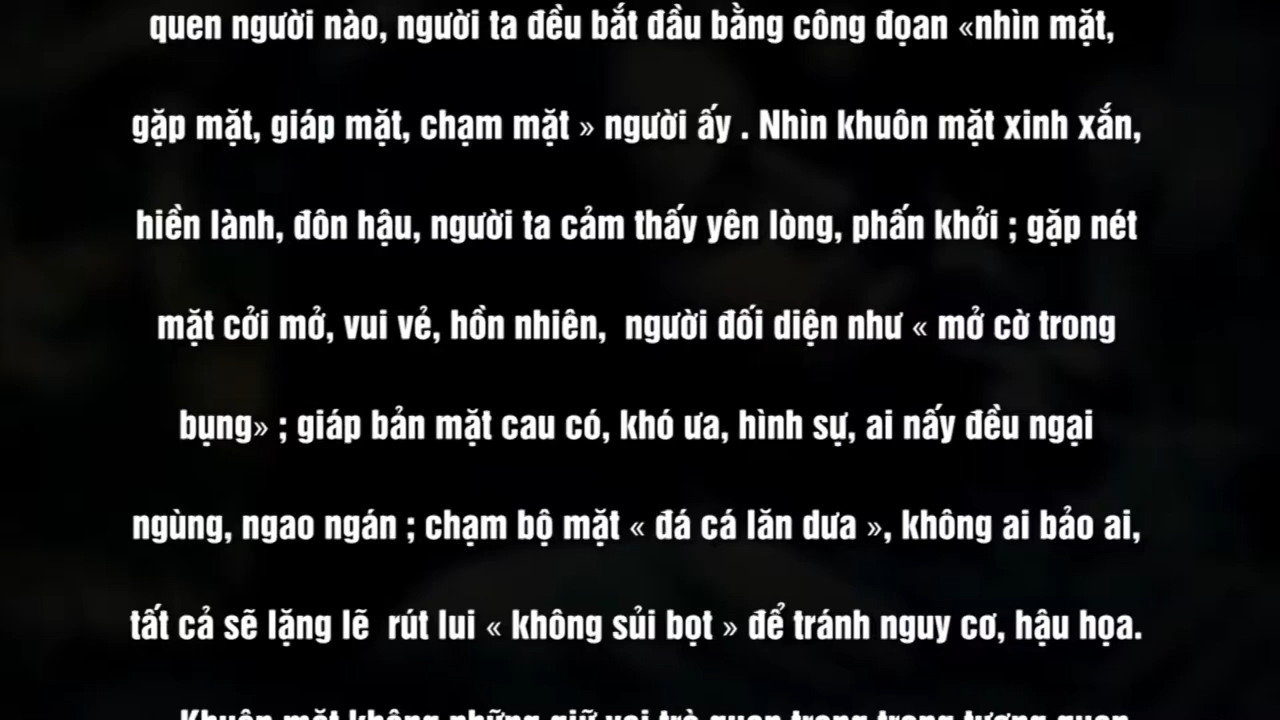 quen người nào, người ta đều bắt đầu bằng công đọan «nhìn mặt,
gặp mặt, giáp mặt, chạm mặt » người ấy . Nhìn khuôn mặt xinh xắn,
hiền lành, đôn hậu, người ta cảm thấy yên lòng, phấn khởi ; gặp nét
mặt cởi mở, vui vẻ, hồn nhiên,  người đối diện như « mở cờ trong
bụng» ; giáp bản mặt cau có, khó ưa, hình sự, ai nấy đều ngại
ngùng, ngao ngán ; chạm bộ mặt « đá cá lăn dưa », không ai bảo ai,
tất cả sẽ lặng lẽ  rút lui « không sủi bọt » để tránh nguy cơ, hậu họa.
Khuôn mặt không những giữ vai trò quan trọng trong tương quan